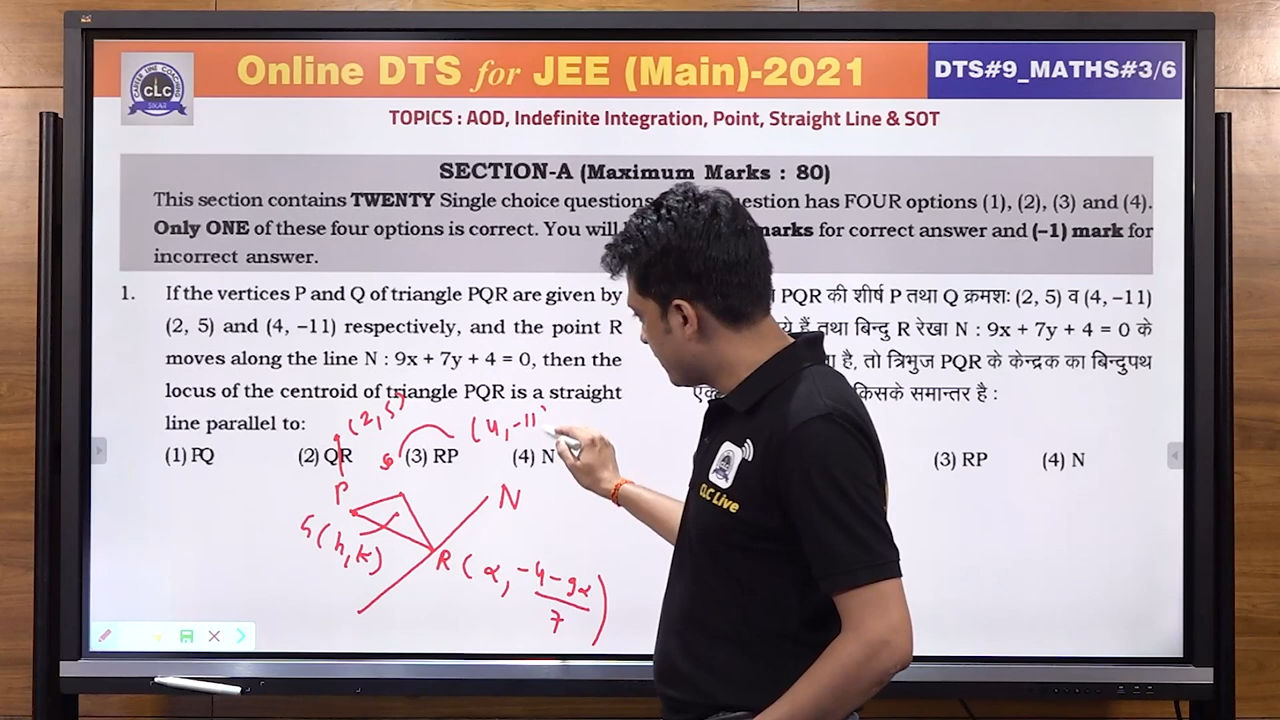 Online DTS for JEE (Main)-2021
DTS#9_MATHS#3/6
CAREER LINE COACHING
CLC
SIKAR
TOPICS : AOD, Indefinite Integration, Point, Straight Line & SOT
SECTION-A (Maximum Marks : 80)
This section contains TWENTY Single choice questions. question has FOUR options (1), (2), (3) and (4).
Only ONE of these four options is correct. You will marks for correct answer and (–1) mark for
incorrect answer.
1. If the vertices P and Q of triangle PQR are given by
(2, 5) and (4, –11) respectively, and the point R
moves along the line N : 9x + 7y + 4 = 0, then the
locus of the centroid of triangle PQR is a straight
line parallel to:
(1) PQ (2) QR (3) RP (4) N
PQR की शीर्ष P तथा Q क्रमशः (2, 5) व (4, –11)
हैं तथा बिन्दु R रेखा N : 9x + 7y + 4 = 0 के
है, तो त्रिभुज PQR के केन्द्रक का बिन्दुपथ
किसके समान्तर है :
(3) RP (4) N
(2, 5)
(4, -11)
P
N
G(h, k)
R(α, -4-9α
7)
CLC Live